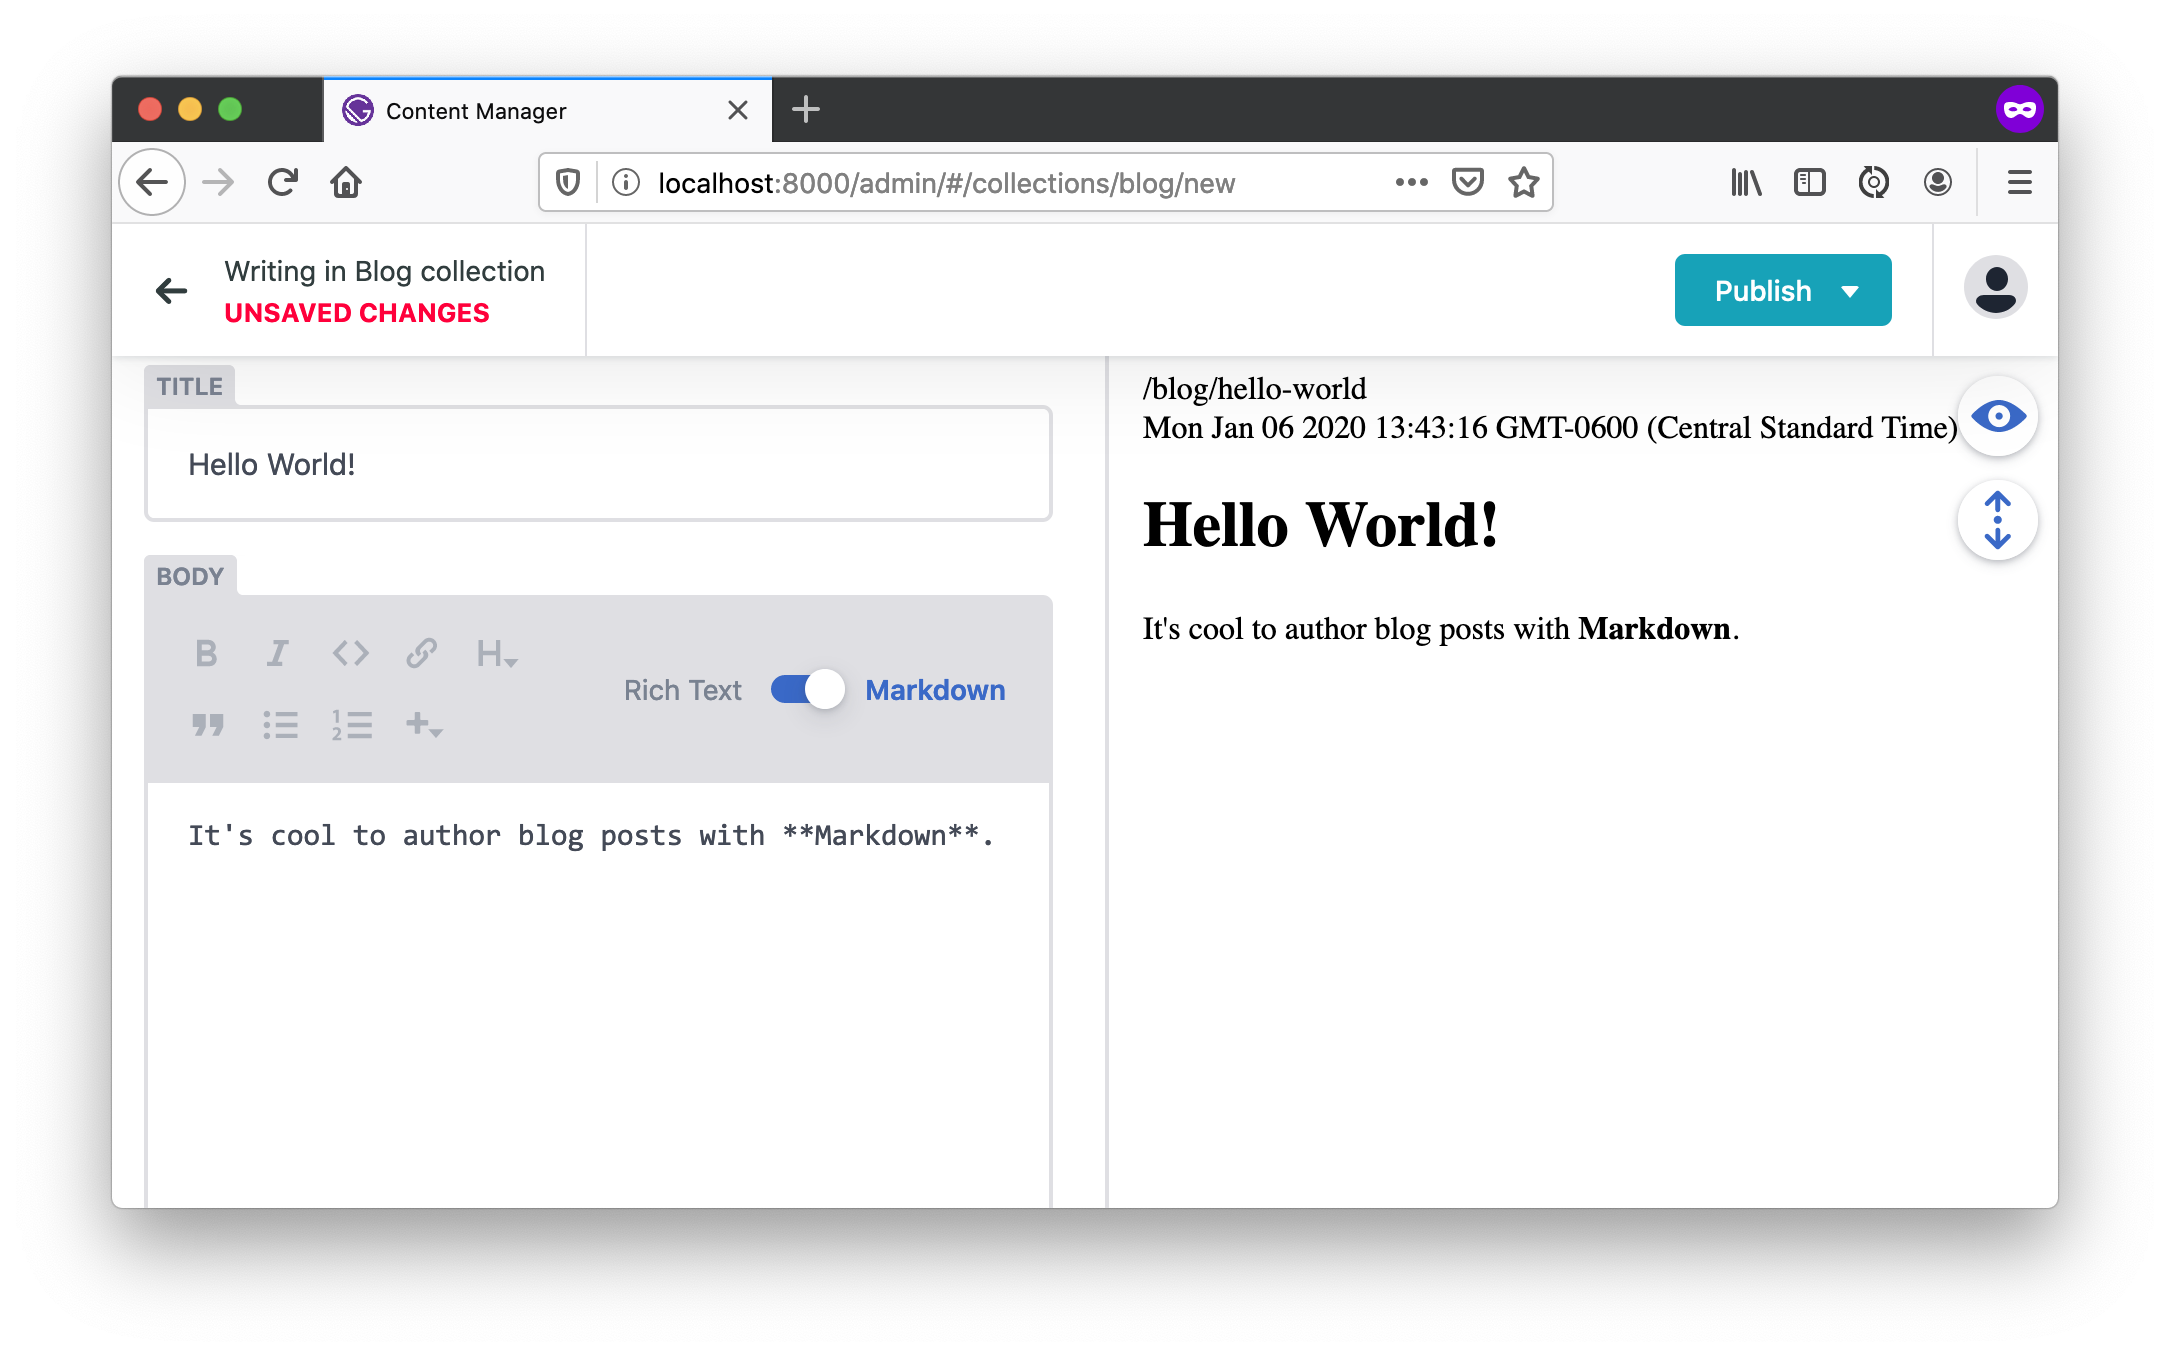 Content Manager
localhost:8000/admin/#/collections/blog/new
Writing in Blog collection
UNSAVED CHANGES
Publish
TITLE
Hello World!
BODY
B I <> H
Rich Text Markdown
It's cool to author blog posts with **Markdown**.
/blog/hello-world
Mon Jan 06 2020 13:43:16 GMT-0600 (Central Standard Time)
Hello World!
It's cool to author blog posts with Markdown.